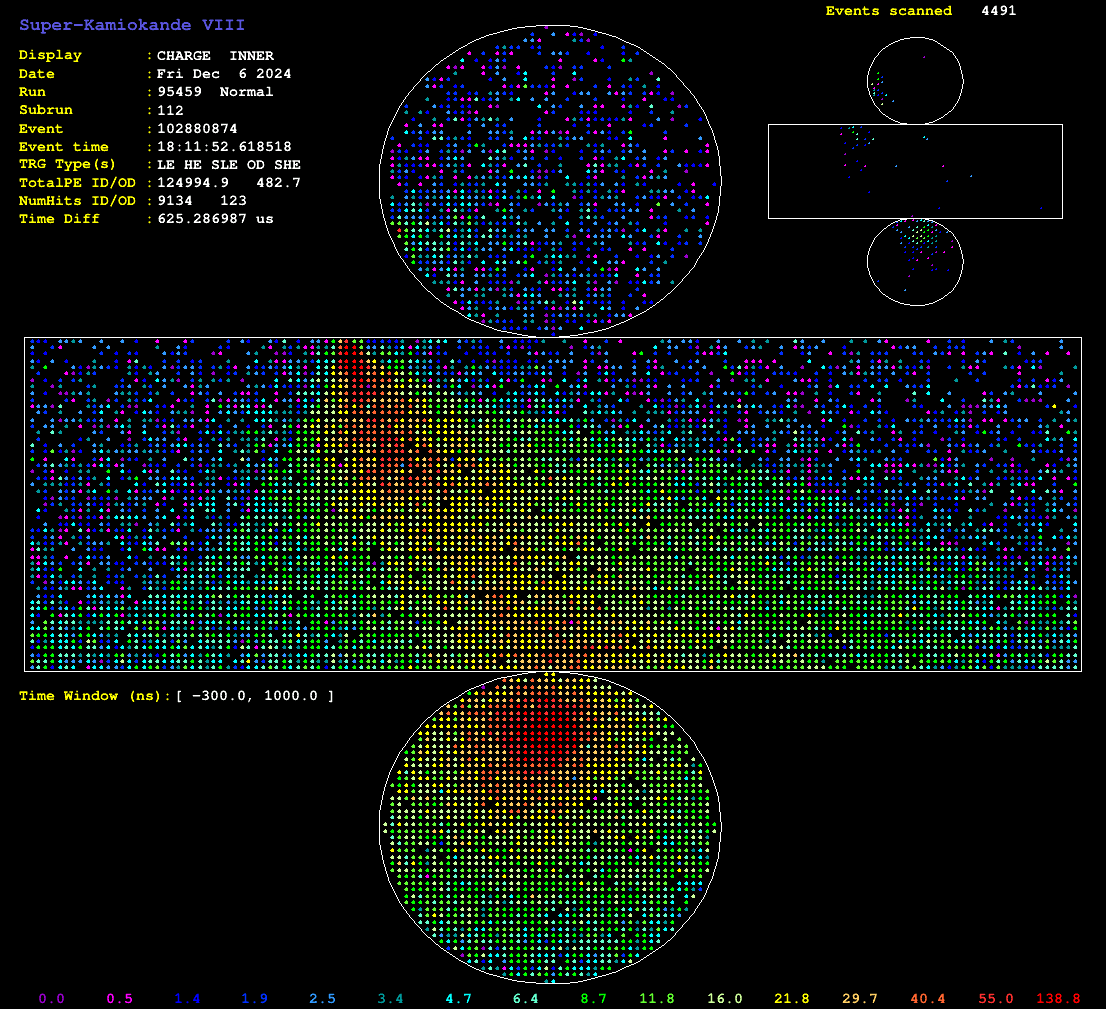 Super-Kamiokande VIII
Events scanned 4491
Display : CHARGE INNER
Date : Fri Dec 6 2024
Run : 95459 Normal
Subrun : 112
Event : 102880874
Event time : 18:11:52.618518
TRG Type(s) : LE HE SLE OD SHE
TotalPE ID/OD : 124994.9 482.7
NumHits ID/OD : 9134 123
Time Diff : 625.286987 us
Time Window (ns): [ -300.0, 1000.0 ]
0.0 0.5 1.4 1.9 2.5 3.4 4.7 6.4 8.7 11.8 16.0 21.8 29.7 40.4 55.0 138.8